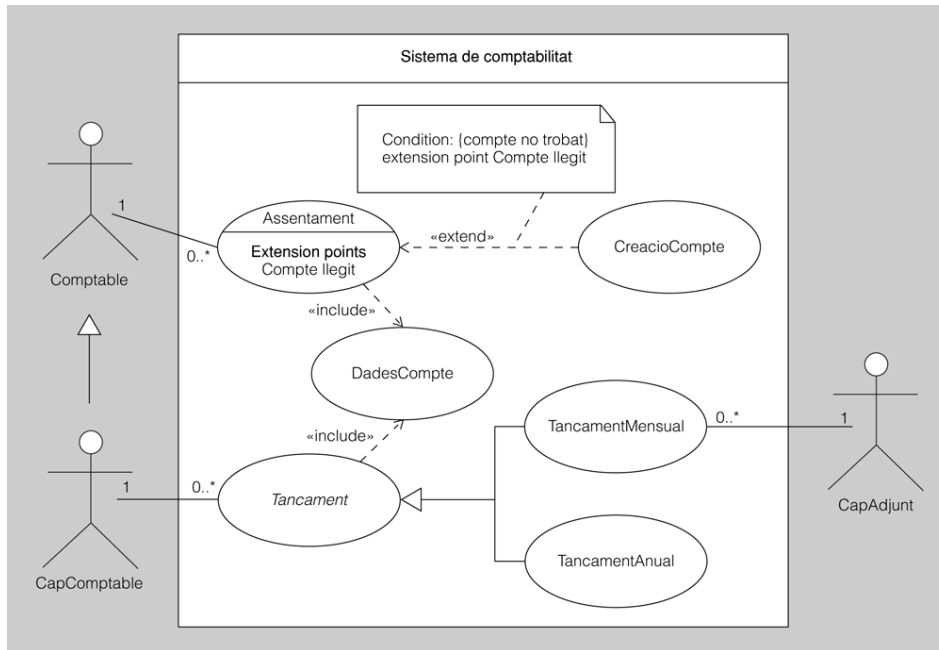 Sistema de comptabilitat
Condition: {compte no trobat}
extension point Compte llegit
1
Assentament
Extension points
Compte llegit
0..*
«extend»
CreacioCompte
Comptable
«include»
DadesCompte
«include»
TancamentMensual
0..*
1
1
0..*
Tancament
CapAdjunt
TancamentAnual
CapComptable